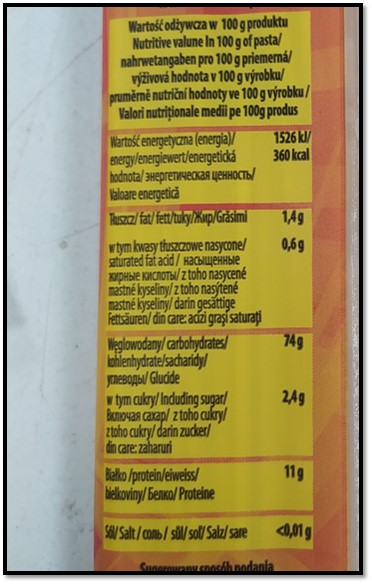 Wartość odżywcza w 100 g produktu
Nutritive valune In 100 g of pasta/
nahrwetangaben pro 100 g priemerná/
výživová hodnota v 100 g výrobku/
pruměrně nutriční hodnoty ve 100 g výrobku/
Valori nutriționale medii pe 100g produs
Wartość energetyczna (energia)/ 1526 kJ/
energy/energiewert/energetická 360 kcal
hodnota/ энергетическая ценность/
Valoare energetică
Tłuszcz/ fat/ fett/tuky/Жир/Grăsimi 1,4 g
w tym kwasy tłuszczowe nasycone/ 0,6 g
saturated fat acid / насыщенные
жирные кислоты/ z toho nasycené
mastné kyseliny/ z toho nasýtené
mastné kyseliny/ darin gesättige
Fettsäuren/ din care: acizi grași saturați
Węglowodany/ carbohydrates/ 74 g
kohlenhydrate/sacharidy/
углеводы/ Glucide
w tym cukry/ Including sugar/ 2,4 g
Включая сахар/ z toho cukry/
z toho cukry/ darin zucker/
din care: zaharuri
Białko /protein/eiweiss/ 11 g
bielkoviny/ Белко/ Proteine
Sól/ Salt / соль / sůl/ soľ/ Salz/ sare <0,01 g
Sugerowany sposób podania